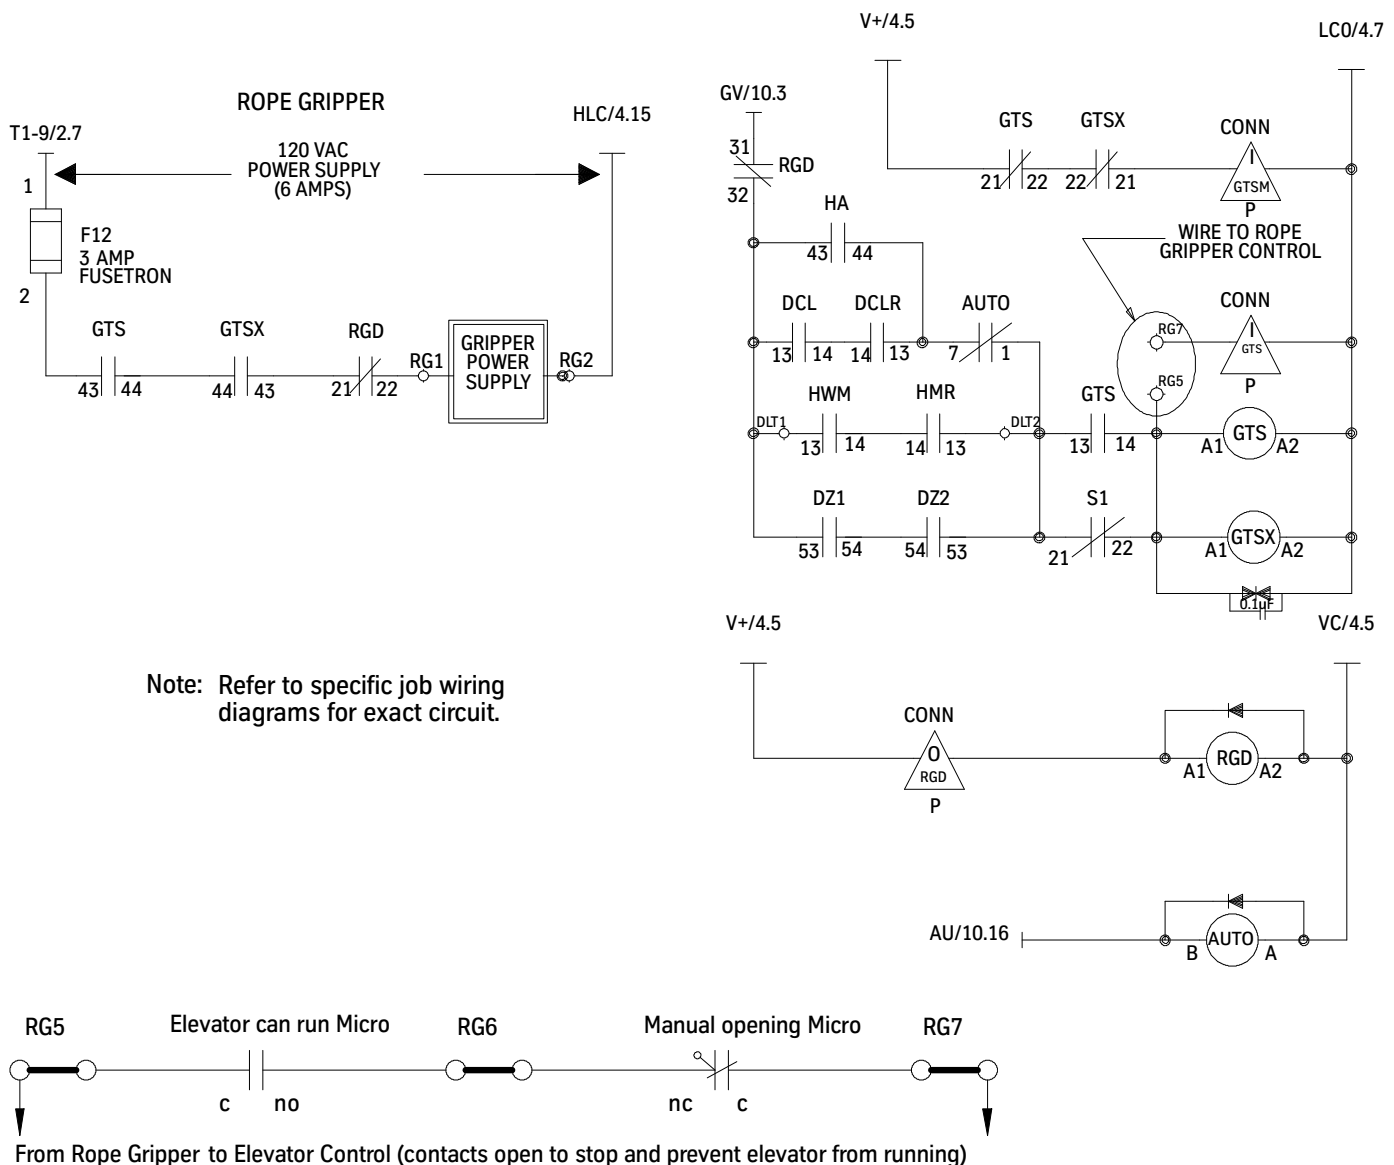 V+/4.5
LC0/4.7
ROPE GRIPPER
GV/10.3
HLC/4.15
T1-9/2.7
120 VAC
POWER SUPPLY
(6 AMPS)
1
F12
3 AMP
FUSETRON
2
GTS
43 44
GTSX
44 43
RGD
21 22
RG1
GRIPPER
POWER
SUPPLY
RG2
31
RGD
32
GTS
21 22
GTSX
22 21
CONN
I
GTSM
P
HA
43 44
WIRE TO ROPE
GRIPPER CONTROL
DCL
13 14
DCLR
14 13
AUTO
7 1
RG7
CONN
I
GTS
P
RG5
DLT1
HWM
13 14
HMR
14 13
DLT2
GTS
13 14
A1 GTS A2
DZ1
53 54
DZ2
54 53
S1
21 22
A1 GTSX A2
0.1µF
V+/4.5
VC/4.5
Note: Refer to specific job wiring
diagrams for exact circuit.
CONN
O
RGD
P
A1 RGD A2
AU/10.16
B AUTO A
RG5
Elevator can run Micro
RG6
Manual opening Micro
RG7
c no
nc c
From Rope Gripper to Elevator Control (contacts open to stop and prevent elevator from running)